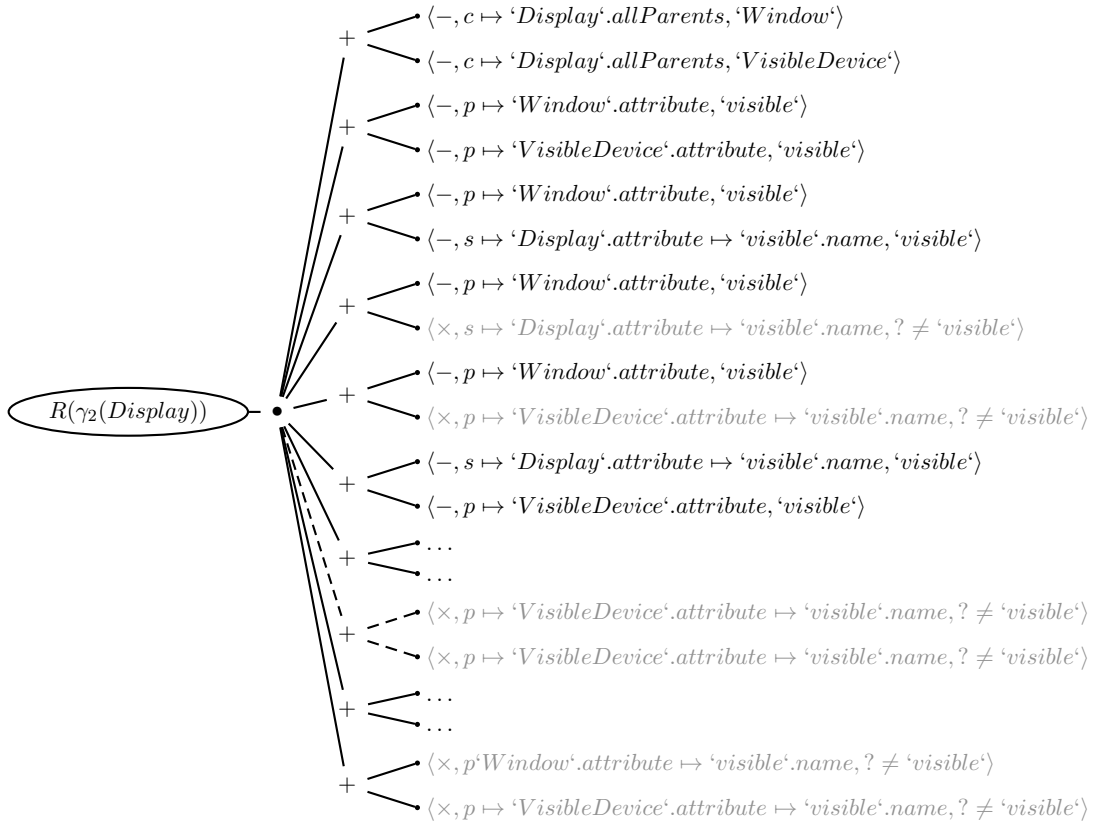 +
⟨−, c ↦ ‘Display‘.allParents, ‘Window‘⟩
⟨−, c ↦ ‘Display‘.allParents, ‘VisibleDevice‘⟩
+
⟨−, p ↦ ‘Window‘.attribute, ‘visible‘⟩
⟨−, p ↦ ‘VisibleDevice‘.attribute, ‘visible‘⟩
+
⟨−, p ↦ ‘Window‘.attribute, ‘visible‘⟩
⟨−, s ↦ ‘Display‘.attribute ↦ ‘visible‘.name, ‘visible‘⟩
+
⟨−, p ↦ ‘Window‘.attribute, ‘visible‘⟩
⟨×, s ↦ ‘Display‘.attribute ↦ ‘visible‘.name, ? ≠ ‘visible‘⟩
+
⟨−, p ↦ ‘Window‘.attribute, ‘visible‘⟩
⟨×, p ↦ ‘VisibleDevice‘.attribute ↦ ‘visible‘.name, ? ≠ ‘visible‘⟩
R(γ₂(Display))
+
⟨−, s ↦ ‘Display‘.attribute ↦ ‘visible‘.name, ‘visible‘⟩
⟨−, p ↦ ‘VisibleDevice‘.attribute, ‘visible‘⟩
+
...
...
+
⟨×, p ↦ ‘VisibleDevice‘.attribute ↦ ‘visible‘.name, ? ≠ ‘visible‘⟩
⟨×, p ↦ ‘VisibleDevice‘.attribute ↦ ‘visible‘.name, ? ≠ ‘visible‘⟩
+
...
...
+
⟨×, p‘Window‘.attribute ↦ ‘visible‘.name, ? ≠ ‘visible‘⟩
⟨×, p ↦ ‘VisibleDevice‘.attribute ↦ ‘visible‘.name, ? ≠ ‘visible‘⟩